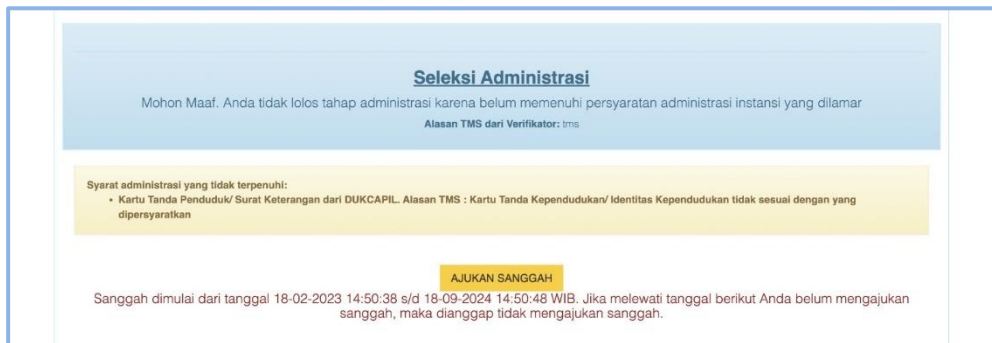 Seleksi Administrasi
Mohon Maaf. Anda tidak lolos tahap administrasi karena belum memenuhi persyaratan administrasi instansi yang dilamar
Alasan TMS dari Verifikator: tms
Syarat administrasi yang tidak terpenuhi:
• Kartu Tanda Penduduk/ Surat Keterangan dari DUKCAPIL. Alasan TMS : Kartu Tanda Kependudukan/ Identitas Kependudukan tidak sesuai dengan yang
dipersyaratkan
AJUKAN SANGGAH
Sanggah dimulai dari tanggal 18-02-2023 14:50:38 s/d 18-09-2024 14:50:48 WIB. Jika melewati tanggal berikut Anda belum mengajukan
sanggah, maka dianggap tidak mengajukan sanggah.